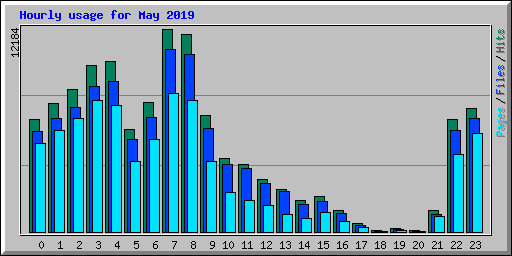 Hourly usage for May 2019
12184
Pages / Files / Hits
0 1 2 3 4 5 6 7 8 9 10 11 12 13 14 15 16 17 18 19 20 21 22 23